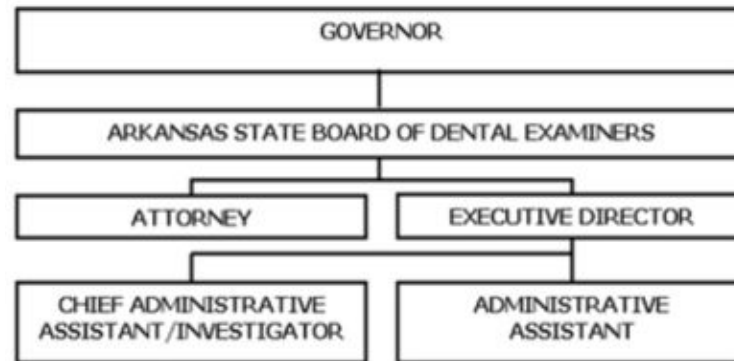 GOVERNOR
ARKANSAS STATE BOARD OF DENTAL EXAMINERS
ATTORNEY
EXECUTIVE DIRECTOR
CHIEF ADMINISTRATIVE
ASSISTANT/INVESTIGATOR
ADMINISTRATIVE
ASSISTANT